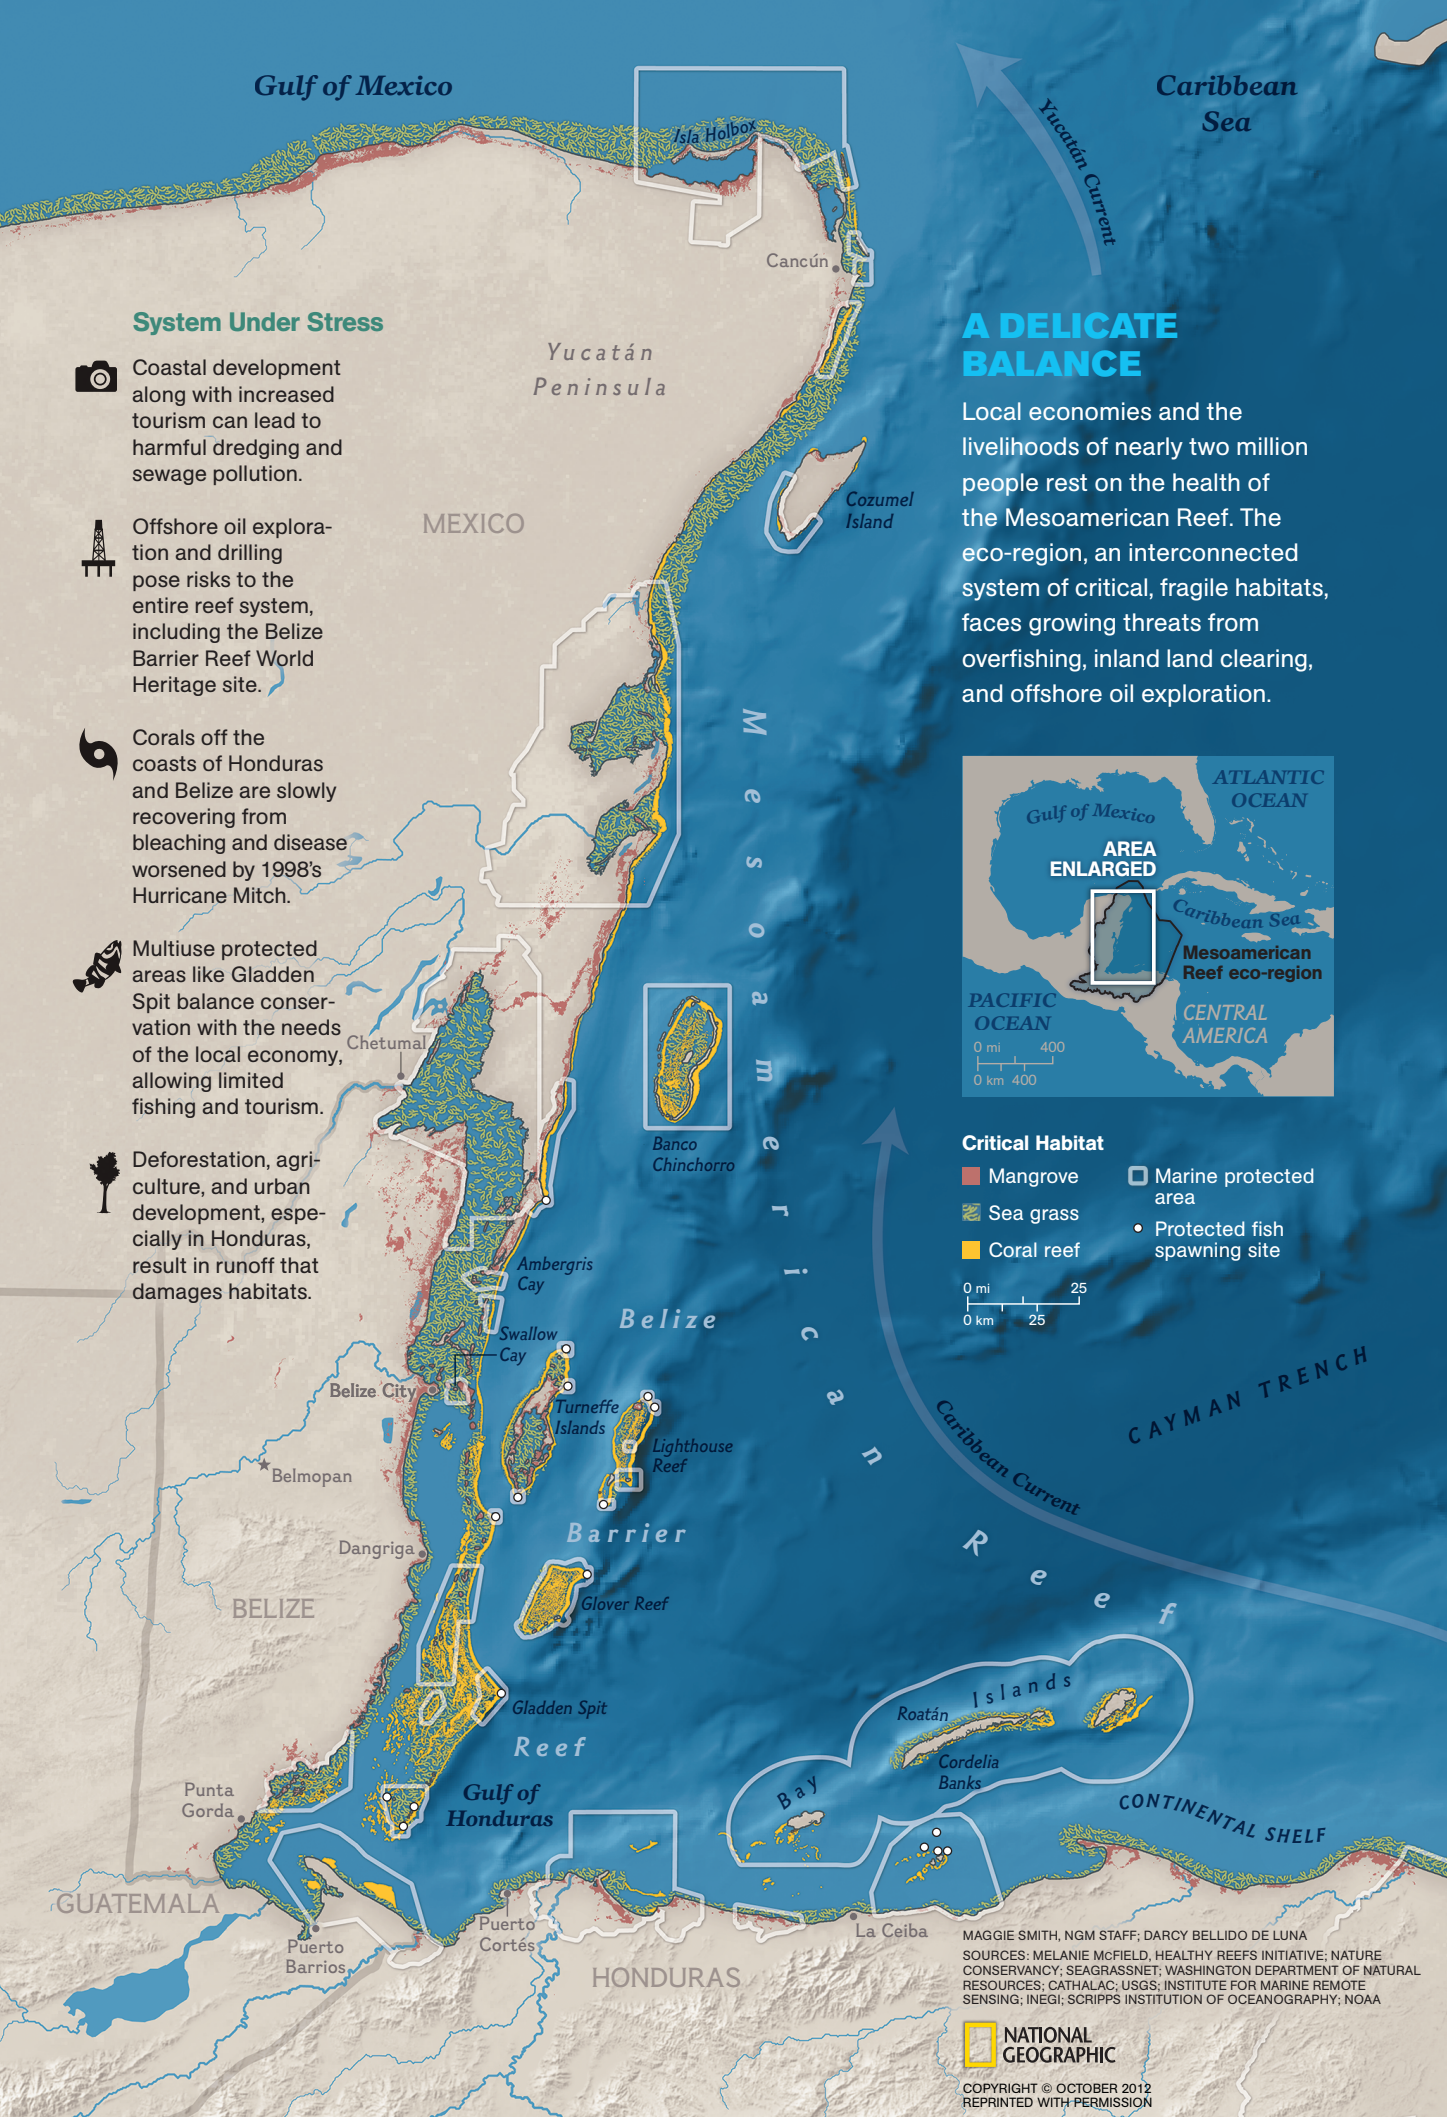 Gulf of Mexico
Caribbean
Sea
Isla Holbox
Yucatán Current
Cancún
System Under Stress
Coastal development
along with increased
tourism can lead to
harmful dredging and
sewage pollution.
Offshore oil explora-
tion and drilling
pose risks to the
entire reef system,
including the Belize
Barrier Reef World
Heritage site.
Corals off the
coasts of Honduras
and Belize are slowly
recovering from
bleaching and disease
worsened by 1998's
Hurricane Mitch.
Multiuse protected
areas like Gladden
Spit balance conser-
vation with the needs
of the local economy,
allowing limited
fishing and tourism.
Deforestation, agri-
culture, and urban
development, espe-
cially in Honduras,
result in runoff that
damages habitats.
Yucatán
Peninsula
MEXICO
Cozumel
Island
A DELICATE
BALANCE
Local economies and the
livelihoods of nearly two million
people rest on the health of
the Mesoamerican Reef. The
eco-region, an interconnected
system of critical, fragile habitats,
faces growing threats from
overfishing, inland land clearing,
and offshore oil exploration.
Mesoamerican Reef
ATLANTIC
OCEAN
Gulf of Mexico
AREA
ENLARGED
Caribbean Sea
Mesoamerican
Reef eco-region
PACIFIC
OCEAN
CENTRAL
AMERICA
0 mi 400
0 km 400
Chetumal
Banco
Chinchorro
Critical Habitat
Mangrove
Sea grass
Coral reef
Marine protected
area
Protected fish
spawning site
0 mi 25
0 km 25
Ambergris
Cay
Swallow
Cay
Belize City
Turneffe
Islands
Lighthouse
Reef
Belize
Barrier
Reef
Belmopan
Dangriga
BELIZE
Glover Reef
Gladden Spit
CAYMAN TRENCH
Caribbean Current
Punta
Gorda
Gulf of
Honduras
Bay Islands
Roatán
Cordelia
Banks
CONTINENTAL SHELF
GUATEMALA
Puerto
Barrios
Puerto
Cortés
La Ceiba
HONDURAS
MAGGIE SMITH, NGM STAFF; DARCY BELLIDO DE LUNA
SOURCES: MELANIE McFIELD, HEALTHY REEFS INITIATIVE; NATURE
CONSERVANCY; SEAGRASSNET; WASHINGTON DEPARTMENT OF NATURAL
RESOURCES; CATHALAC; USGS; INSTITUTE FOR MARINE REMOTE
SENSING; INEGI; SCRIPPS INSTITUTION OF OCEANOGRAPHY; NOAA
NATIONAL
GEOGRAPHIC
COPYRIGHT © OCTOBER 2012
REPRINTED WITH PERMISSION